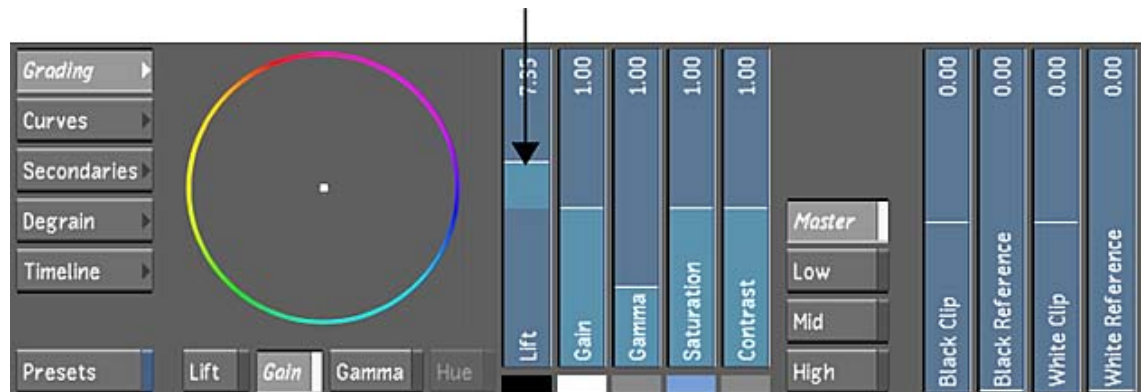 Grading
Curves
Secondaries
Degrain
Timeline
Presets
Lift
Gain
Gamma
Hue
7.35
Lift
1.00
Gain
1.00
Gamma
1.00
Saturation
1.00
Contrast
Master
Low
Mid
High
0.00
Black Clip
0.00
Black Reference
0.00
White Clip
0.00
White Reference